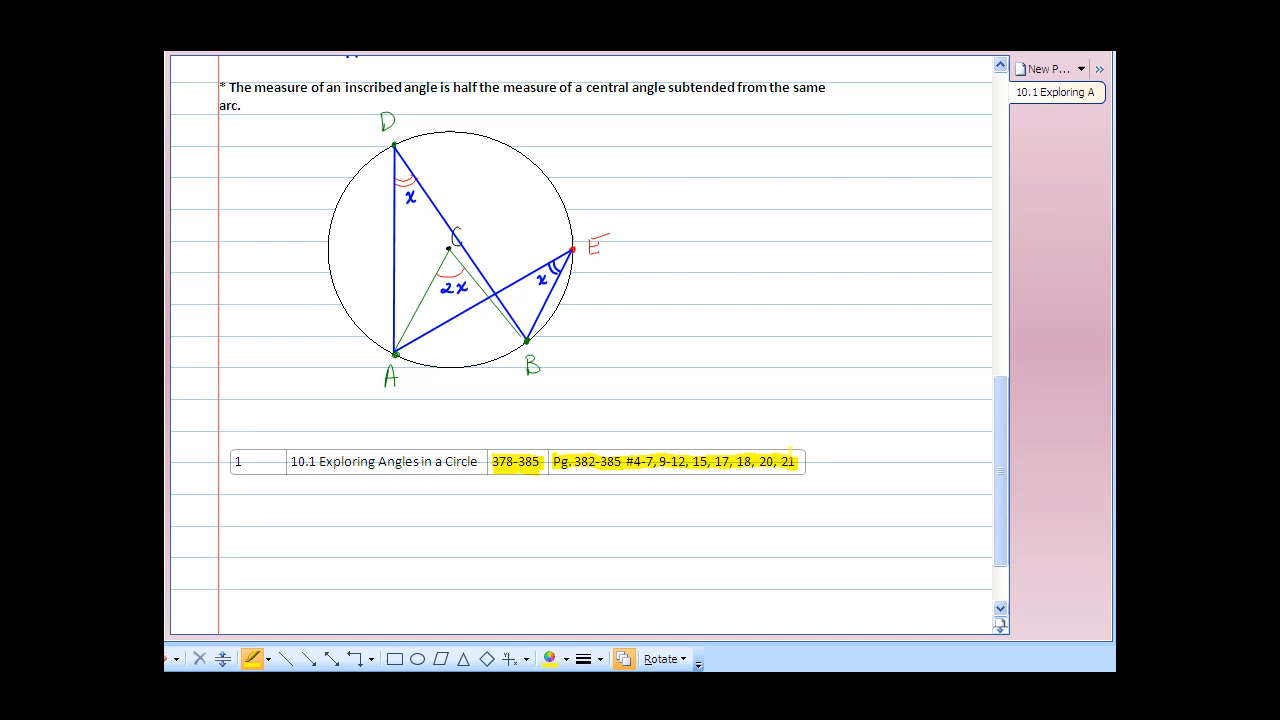 New P...
10.1 Exploring A
* The measure of an inscribed angle is half the measure of a central angle subtended from the same
arc.
D
x
C
E
x
2x
A
B
1 10.1 Exploring Angles in a Circle 378-385 Pg. 382-385 #4-7, 9-12, 15, 17, 18, 20, 21
Rotate